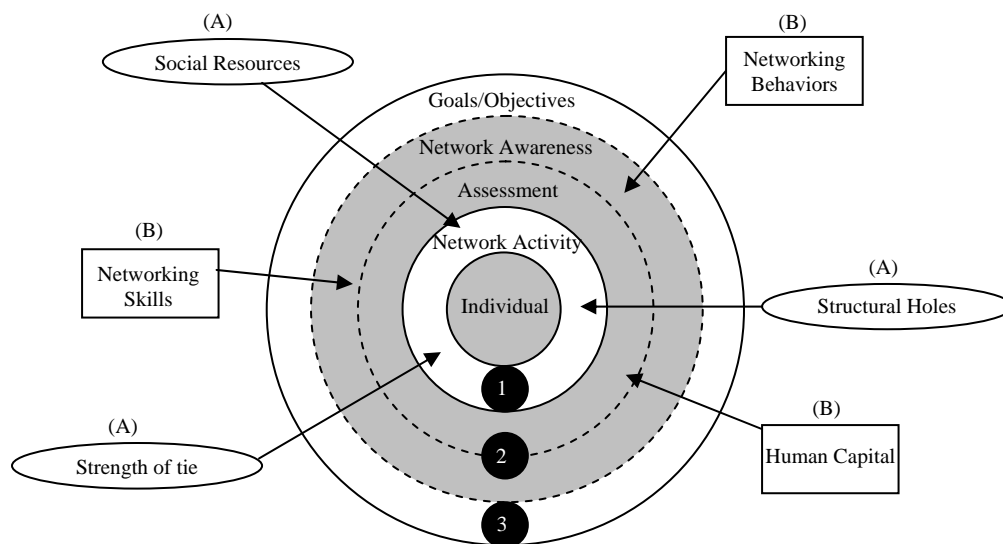 (A)
Social Resources
(B)
Networking
Behaviors
Goals/Objectives
Network Awareness
Assessment
Network Activity
Individual
(B)
Networking
Skills
(A)
Structural Holes
1
(A)
Strength of tie
2
(B)
Human Capital
3